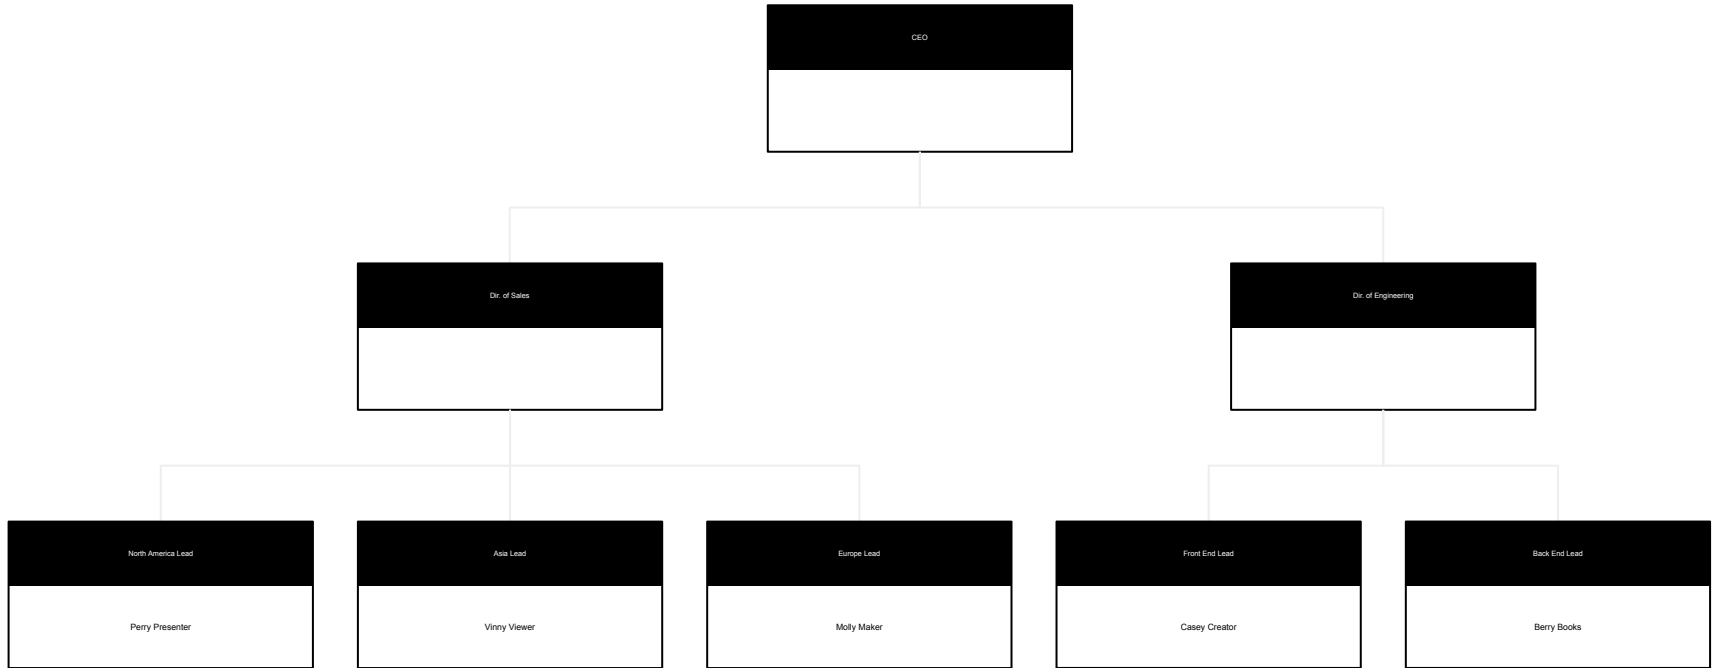 CEO
Dir. of Sales
Dir. of Engineering
North America Lead
Asia Lead
Europe Lead
Front End Lead
Back End Lead
Perry Presenter
Vinny Viewer
Molly Maker
Casey Creator
Berry Books